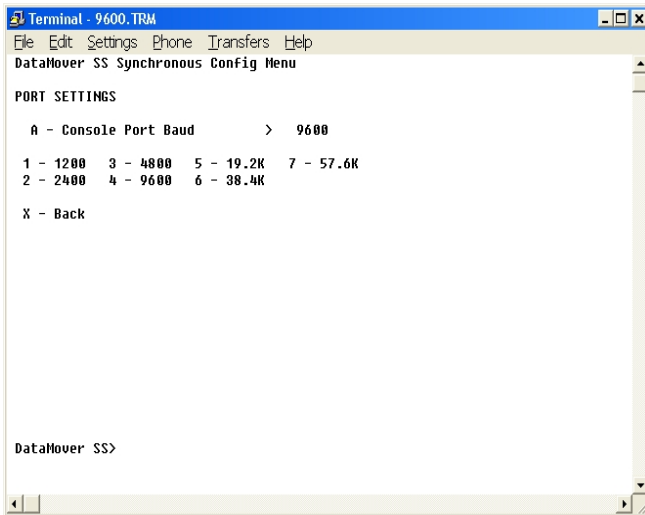 Terminal - 9600.TRM
File Edit Settings Phone Transfers Help
DataMover SS Synchronous Config Menu
PORT SETTINGS
A - Console Port Baud > 9600
1 - 1200 3 - 4800 5 - 19.2K 7 - 57.6K
2 - 2400 4 - 9600 6 - 38.4K
X - Back
DataMover SS>